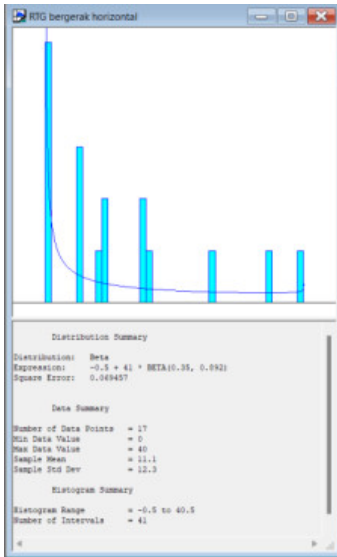 RTG bergerak horizontal
Distribution Summary
Distribution: Beta
Expression: -0.5 + 41 * BETA(0.35, 0.892)
Square Error: 0.069457
Data Summary
Number of Data Points = 17
Min Data Value = 0
Max Data Value = 40
Sample Mean = 11.1
Sample Std Dev = 12.3
Histogram Summary
Histogram Range = -0.5 to 40.5
Number of Intervals = 41